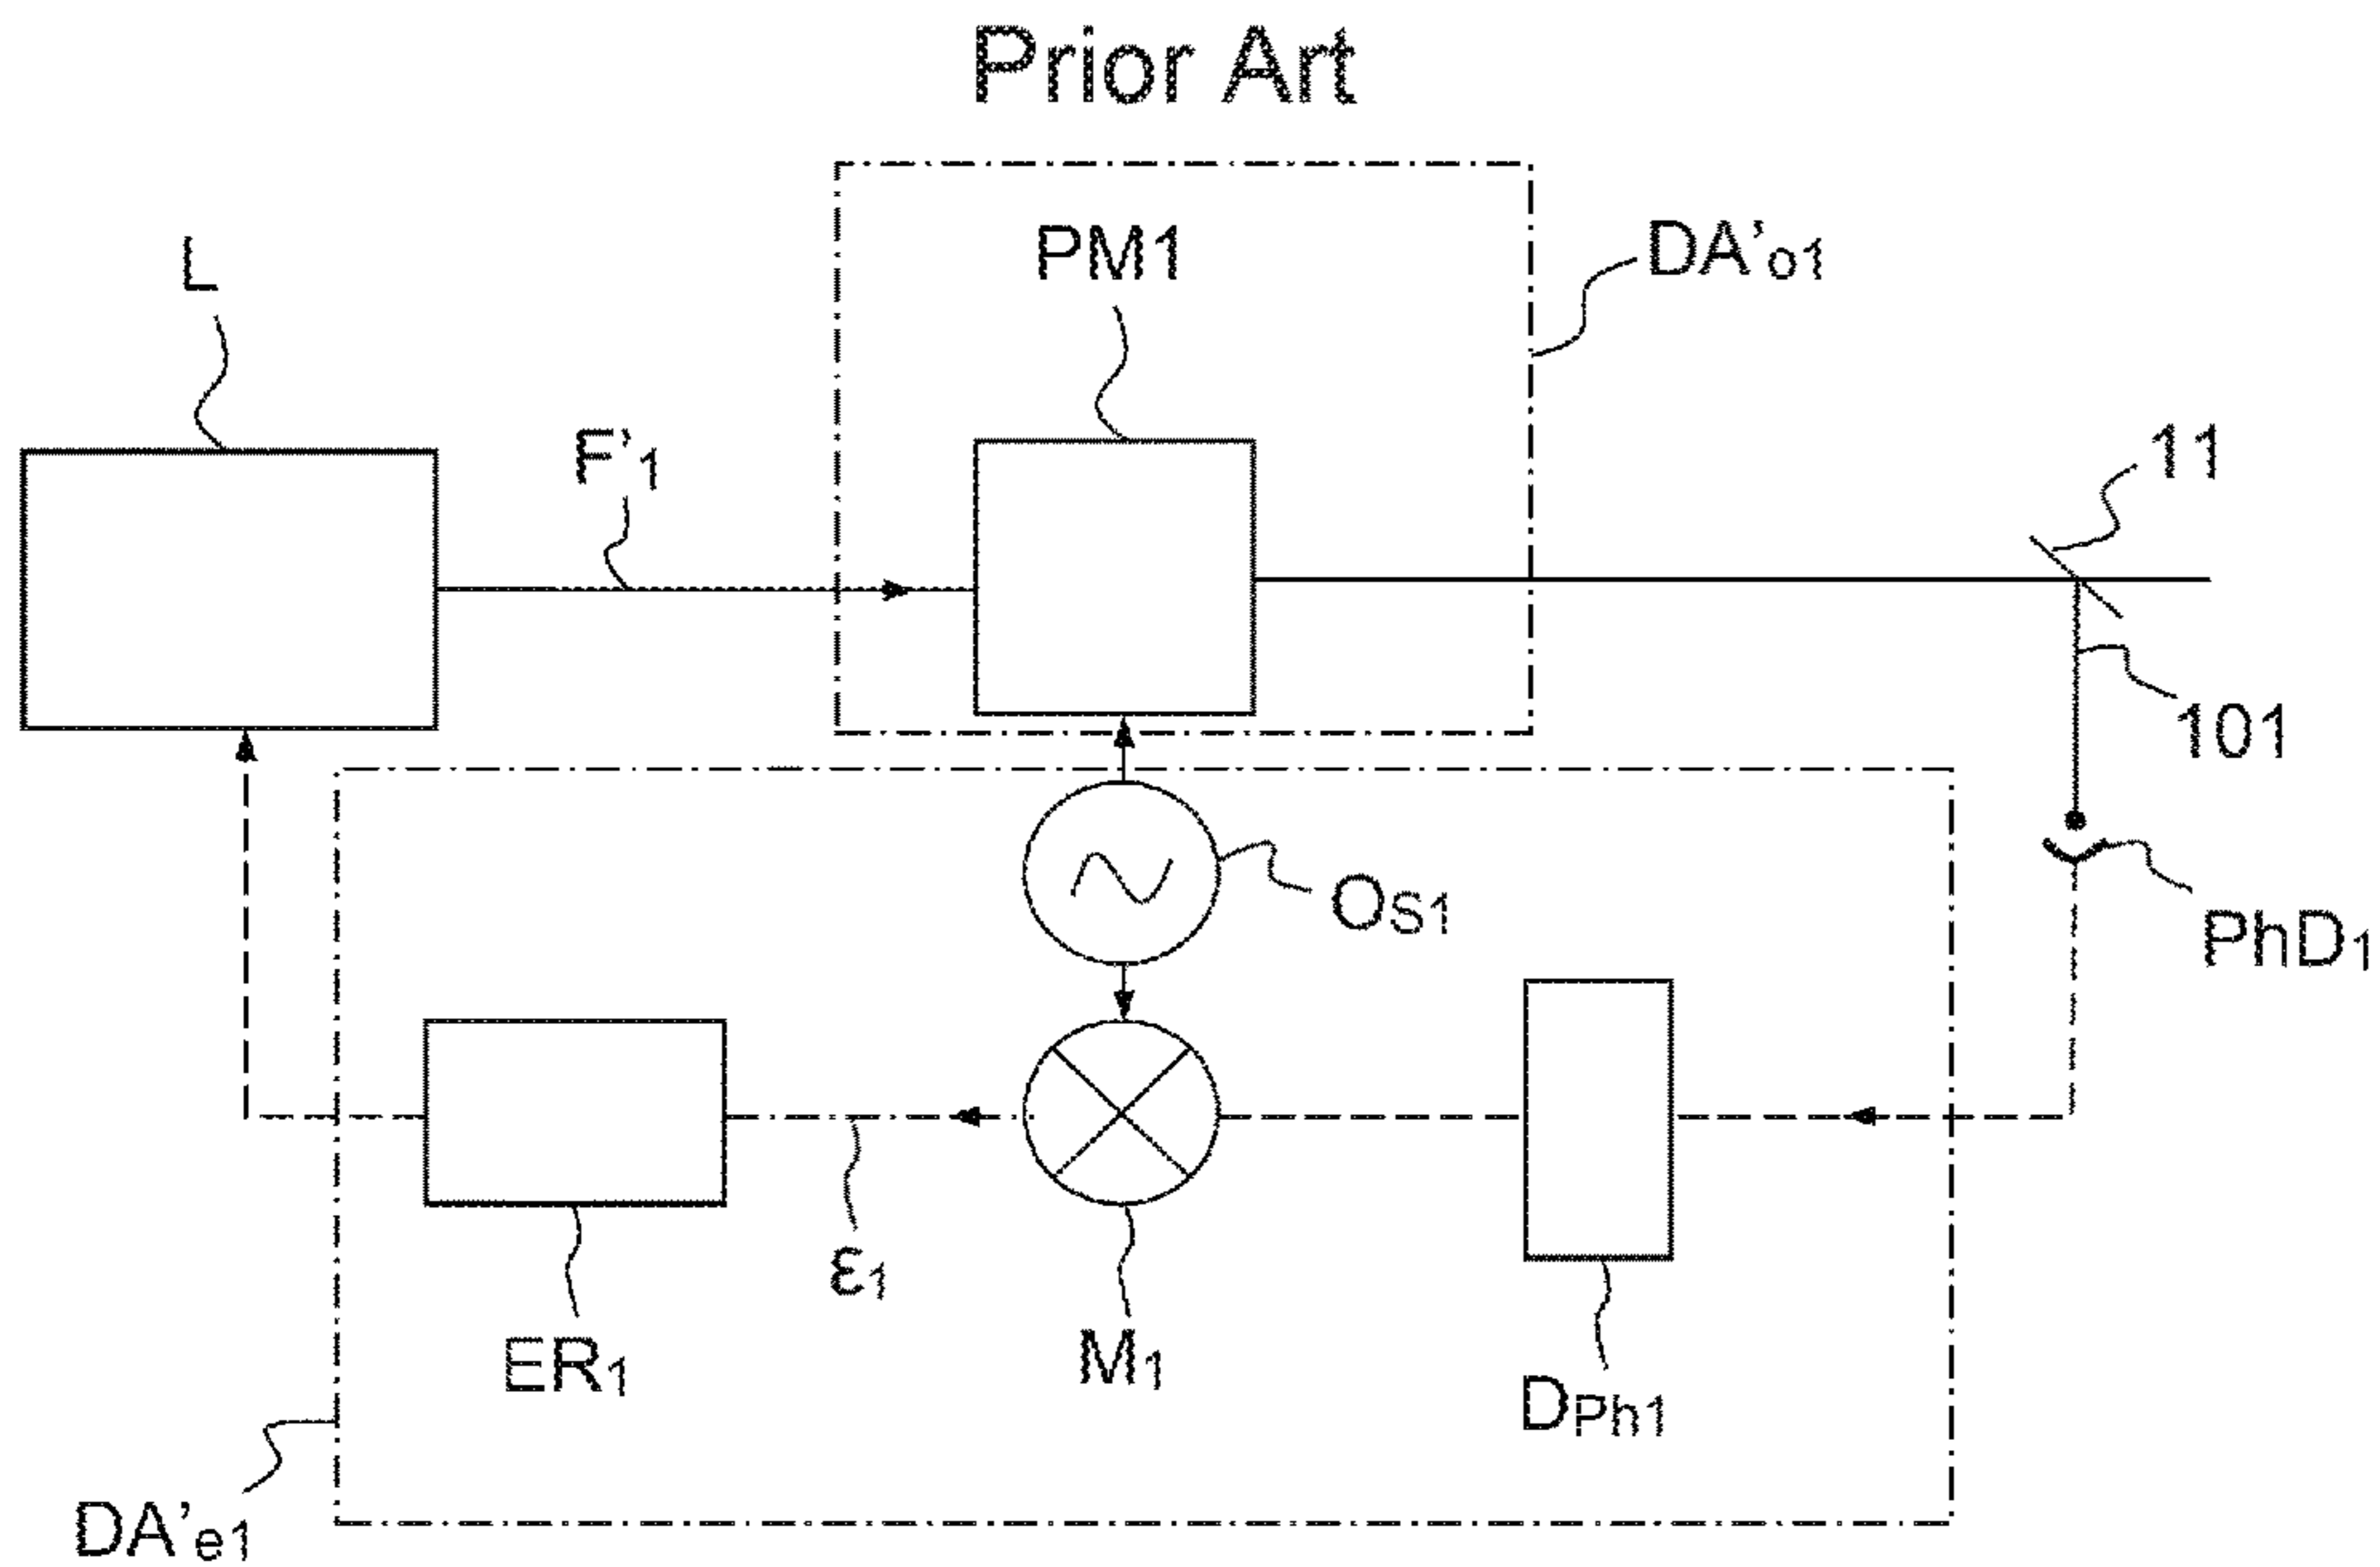 Prior Art
L
PM1
DA’o1
F’1
11
101
OS1
PhD1
ER1
ε1
M1
DPh1
DA’e1